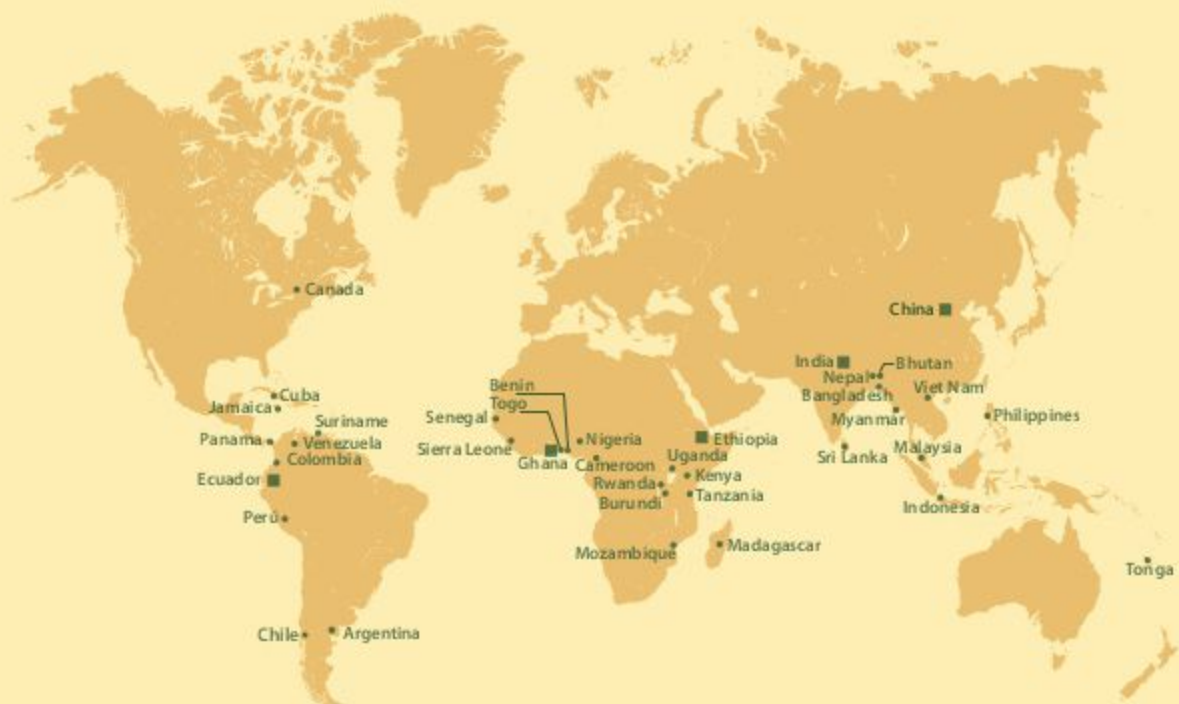 Canada
China
India
Bhutan
Nepal
Bangladesh
Viet Nam
Myanmar
Philippines
Cuba
Jamaica
Suriname
Panama
Venezuela
Colombia
Ecuador
Perú
Chile
Argentina
Benin
Togo
Senegal
Sierra Leone
Ghana
Nigeria
Cameroon
Ethiopia
Uganda
Rwanda
Kenya
Burundi
Tanzania
Mozambique
Madagascar
Sri Lanka
Malaysia
Indonesia
Tonga